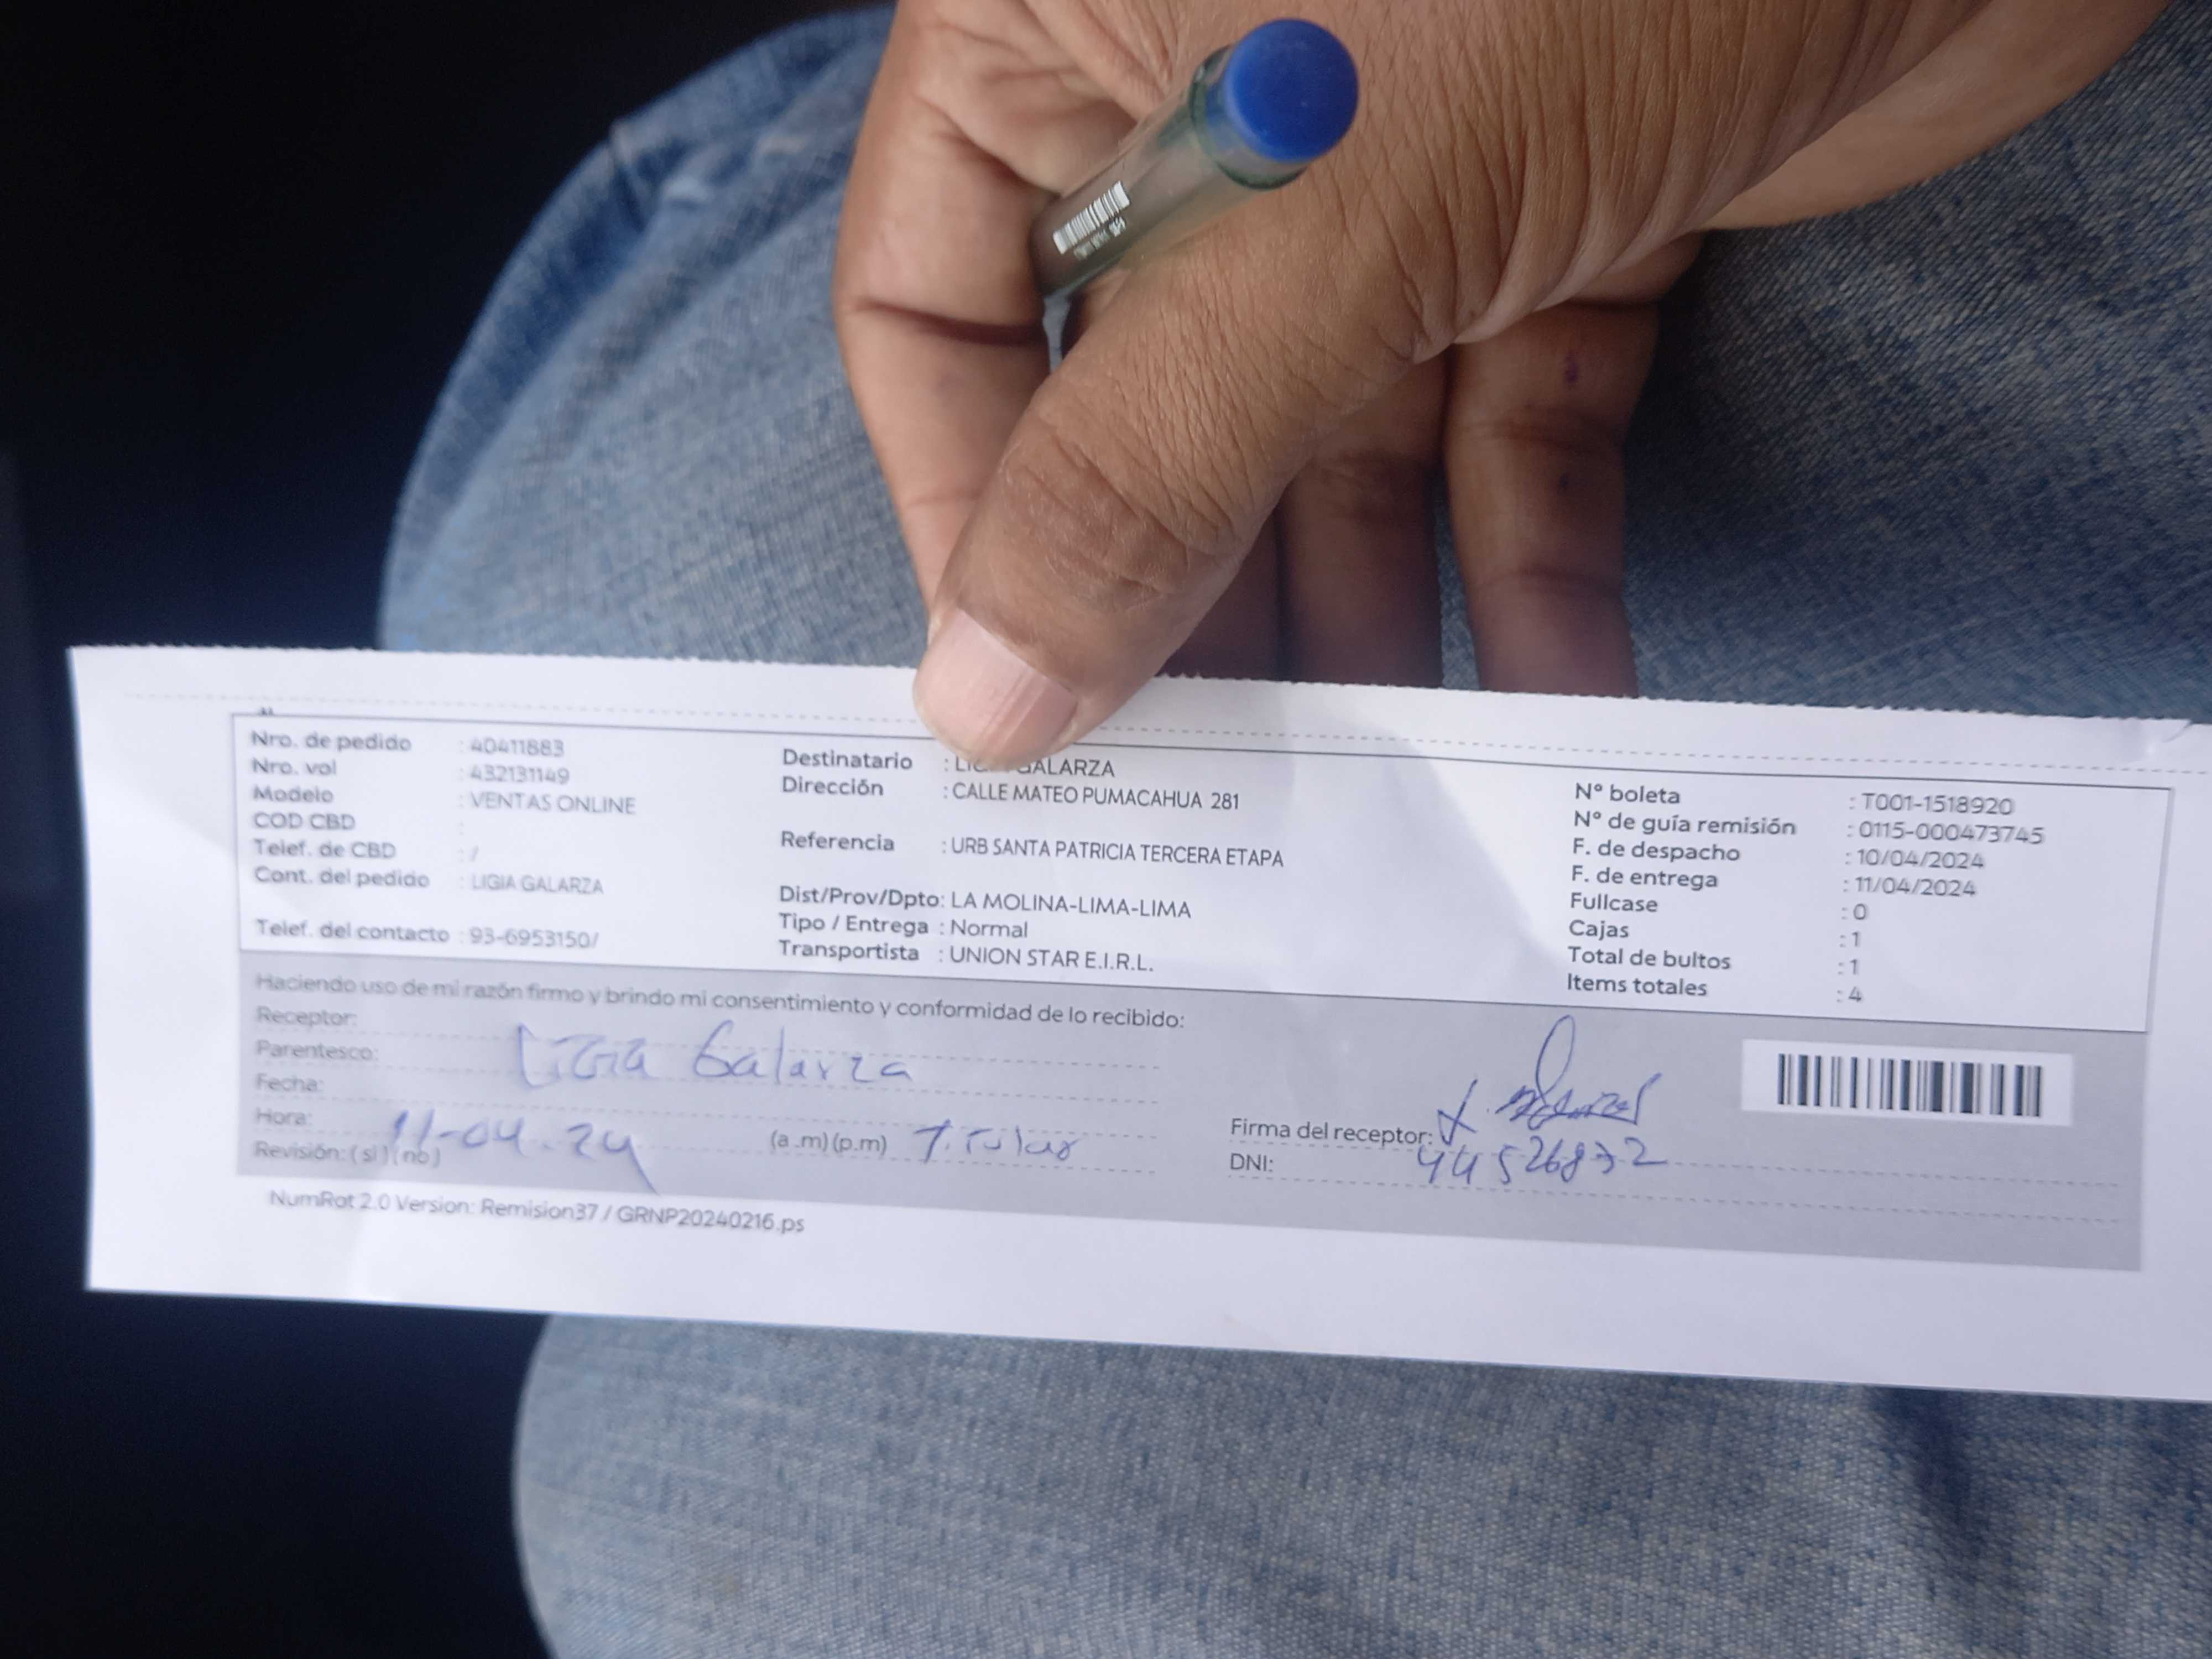 Nro. de pedido : 40411883
Nro. vol : 432131149
Modelo : VENTAS ONLINE
COD CBD :
Telef. de CBD : /
Cont. del pedido : LIGIA GALARZA
Telef. del contacto : 93-6953150/
Destinatario : GALARZA
Dirección : CALLE MATEO PUMACAHUA 281
Referencia : URB SANTA PATRICIA TERCERA ETAPA
Dist/Prov/Dpto: LA MOLINA-LIMA-LIMA
Tipo / Entrega : Normal
Transportista : UNION STAR E.I.R.L.
Nº boleta : T001-1518920
Nº de guía remisión : 0115-000473745
F. de despacho : 10/04/2024
F. de entrega : 11/04/2024
Fullcase : 0
Cajas : 1
Total de bultos : 1
Items totales : 4
Haciendo uso de mi razón firmo y brindo mi consentimiento y conformidad de lo recibido:
Receptor:
Parentesco: Ligia Galarza
Fecha:
Hora: 11-04.24 (a .m) (p.m) Titular
Revisión: ( si ) ( no )
Firma del receptor:
DNI: 44526832
NumRot 2.0 Version: Remision37 / GRNP20240216.ps